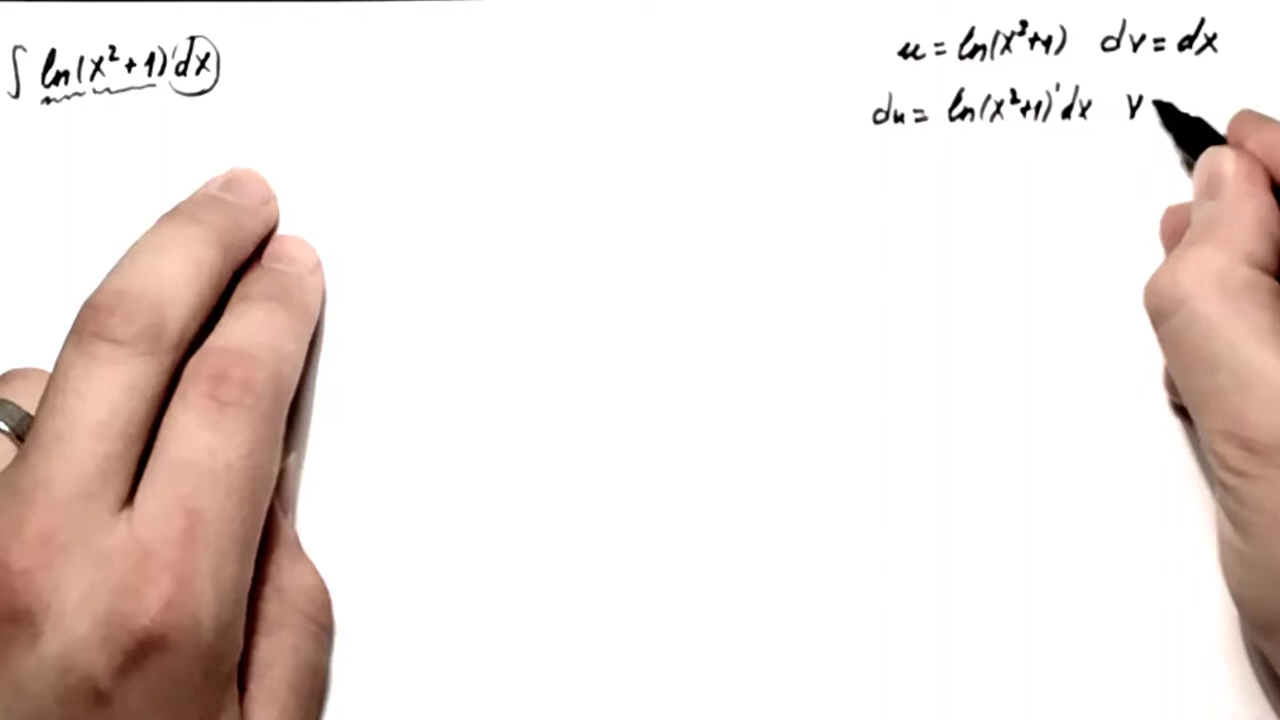 ∫ ln(x²+1)'dx
u = ln(x²+1) dv = dx
du = ln(x²+1)'dx v